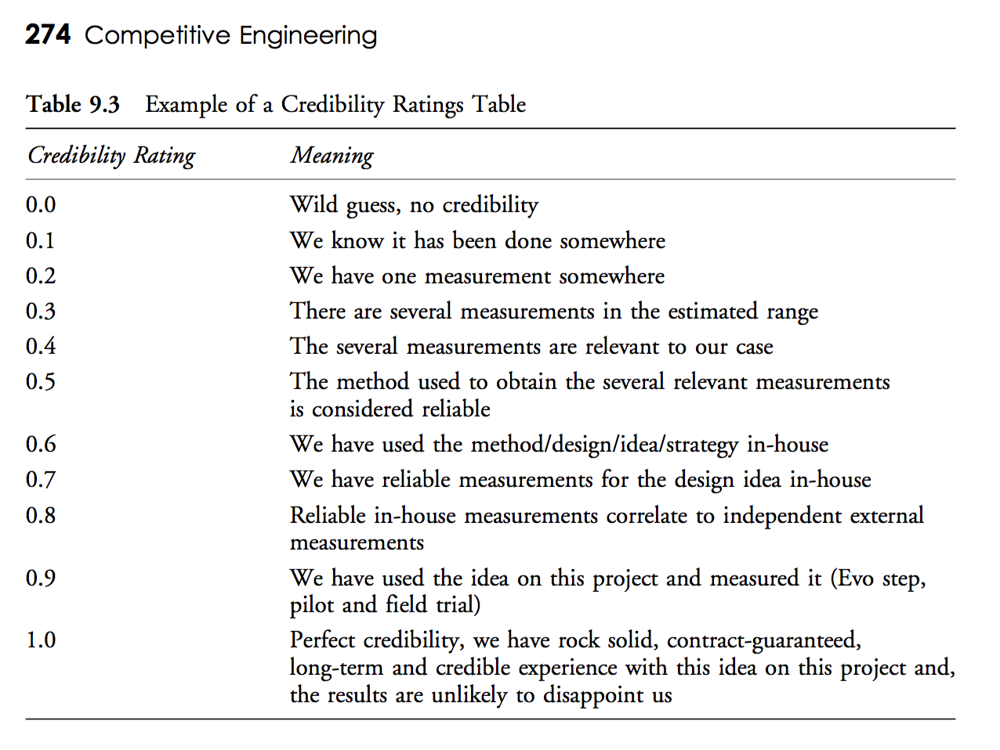 274 Competitive Engineering
Table 9.3 Example of a Credibility Ratings Table
Credibility Rating Meaning
0.0 Wild guess, no credibility
0.1 We know it has been done somewhere
0.2 We have one measurement somewhere
0.3 There are several measurements in the estimated range
0.4 The several measurements are relevant to our case
0.5 The method used to obtain the several relevant measurements
is considered reliable
0.6 We have used the method/design/idea/strategy in-house
0.7 We have reliable measurements for the design idea in-house
0.8 Reliable in-house measurements correlate to independent external
measurements
0.9 We have used the idea on this project and measured it (Evo step,
pilot and field trial)
1.0 Perfect credibility, we have rock solid, contract-guaranteed,
long-term and credible experience with this idea on this project and,
the results are unlikely to disappoint us